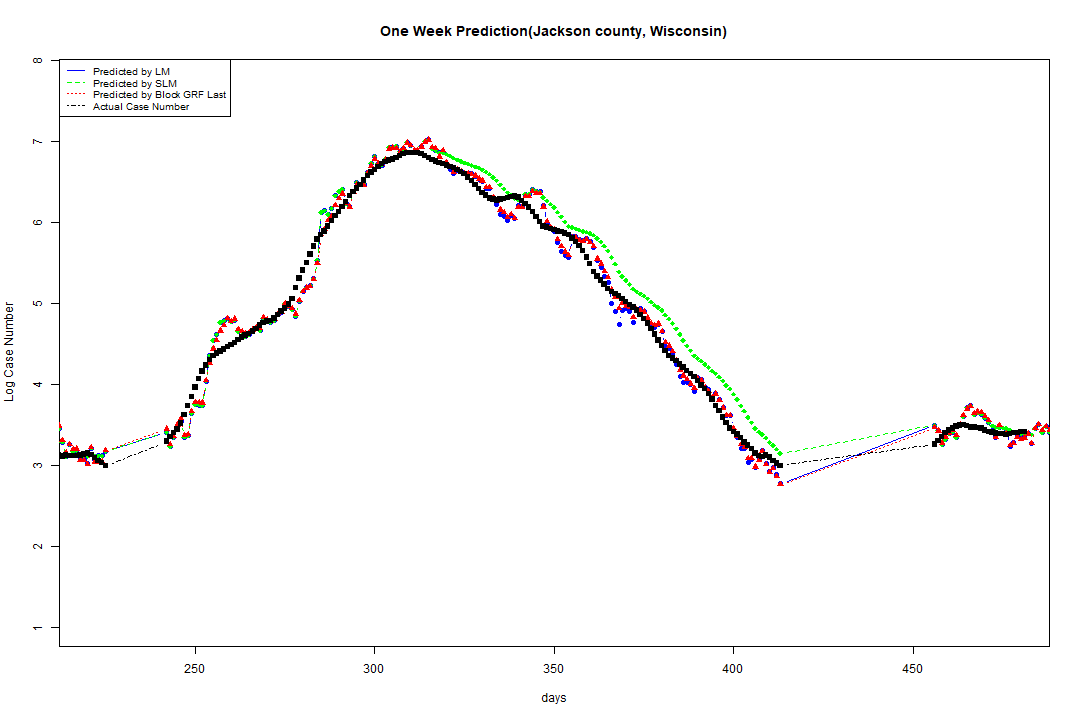 One Week Prediction(Jackson county, Wisconsin)
Predicted by LM
Predicted by SLM
Predicted by Block GRF Last
Actual Case Number
Log Case Number
8
7
6
5
4
3
2
1
250
300
350
400
450
days